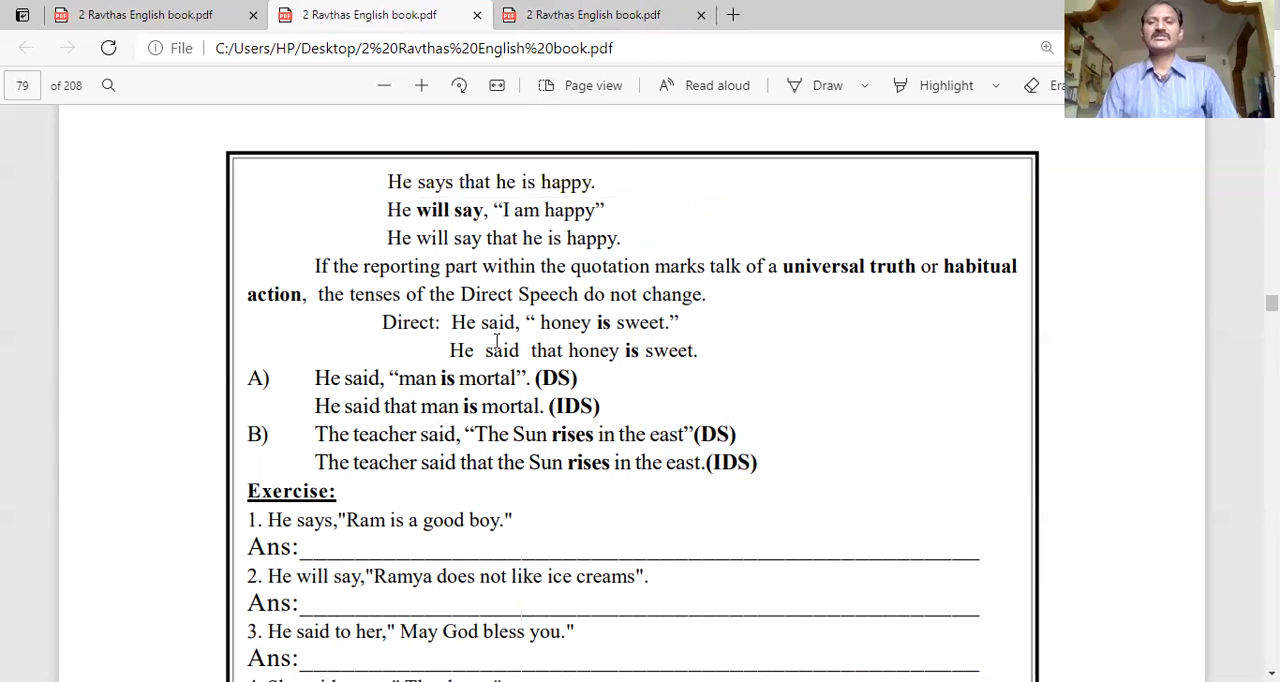 2 Ravthas English book.pdf
2 Ravthas English book.pdf
2 Ravthas English book.pdf
File C:/Users/HP/Desktop/2%20Ravthas%20English%20book.pdf
79 of 208 Page view Read aloud Draw Highlight Era
He says that he is happy.
He will say, “I am happy”
He will say that he is happy.
If the reporting part within the quotation marks talk of a universal truth or habitual
action, the tenses of the Direct Speech do not change.
Direct: He said, “ honey is sweet.”
He said that honey is sweet.
A) He said, “man is mortal”. (DS)
He said that man is mortal. (IDS)
B) The teacher said, “The Sun rises in the east”(DS)
The teacher said that the Sun rises in the east.(IDS)
Exercise:
1. He says,"Ram is a good boy."
Ans:____________________________________________________________
2. He will say,"Ramya does not like ice creams".
Ans:____________________________________________________________
3. He said to her," May God bless you."
Ans:____________________________________________________________